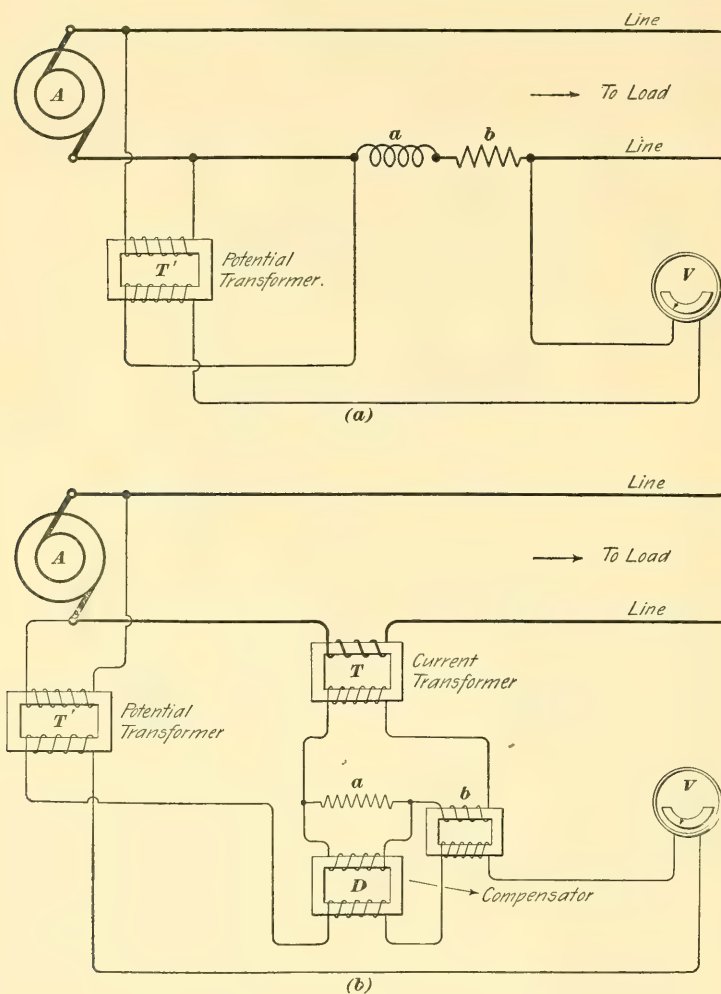 Line
A
To Load
a
b
Line
T'
Potential
Transformer.
V
(a)
Line
A
To Load
Line
T
Current
Transformer
T'
Potential
Transformer
a
b
V
D
Compensator
(b)